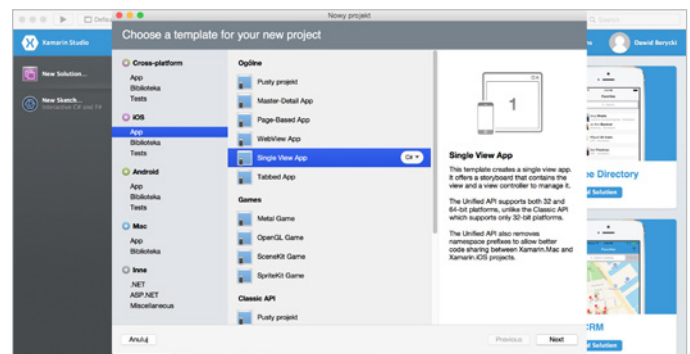 Nowy projekt
Defau
Search
Xamarin Studio
Choose a template for your new project
Dawid Borycki
New Solution...
New Sketch...
Interactive C# and F#
Cross-platform
App
Biblioteka
Tests
iOS
App
Biblioteka
Tests
Android
App
Biblioteka
Tests
Mac
App
Biblioteka
Inne
.NET
ASP.NET
Miscellaneous
Ogólne
Pusty projekt
Master-Detail App
Page-Based App
WebView App
Single View App
C#
Tabbed App
Games
Metal Game
OpenGL Game
SceneKit Game
SpriteKit Game
Classic API
Pusty projekt
1
Single View App
This template creates a single view app.
It offers a storyboard that contains the
view and a view controller to manage it.
The Unified API supports both 32 and
64-bit platforms, unlike the Classic API
which supports only 32-bit platforms.
The Unified API also removes
namespace prefixes to allow better
code sharing between Xamarin.Mac and
Xamarin.iOS projects.
ee Directory
d Solution
CRM
d Solution
Anuluj
Previous
Next